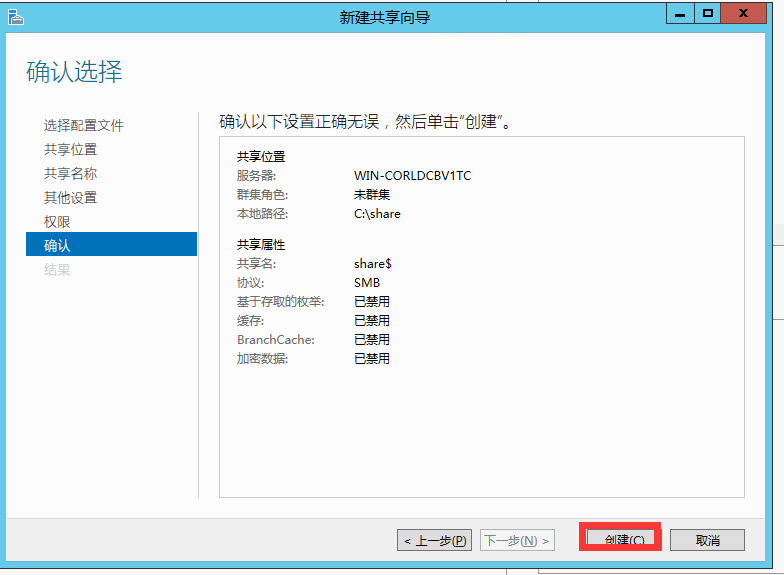 新建共享向导
确认选择
选择配置文件
共享位置
共享名称
其他设置
权限
确认
结果
确认以下设置正确无误，然后单击"创建"。
共享位置
服务器: WIN-CORLDCBV1TC
群集角色: 未群集
本地路径: C:\share
共享属性
共享名: share$
协议: SMB
基于存取的枚举: 已禁用
缓存: 已禁用
BranchCache: 已禁用
加密数据: 已禁用
< 上一步(P) 下一步(N) > 创建(C) 取消